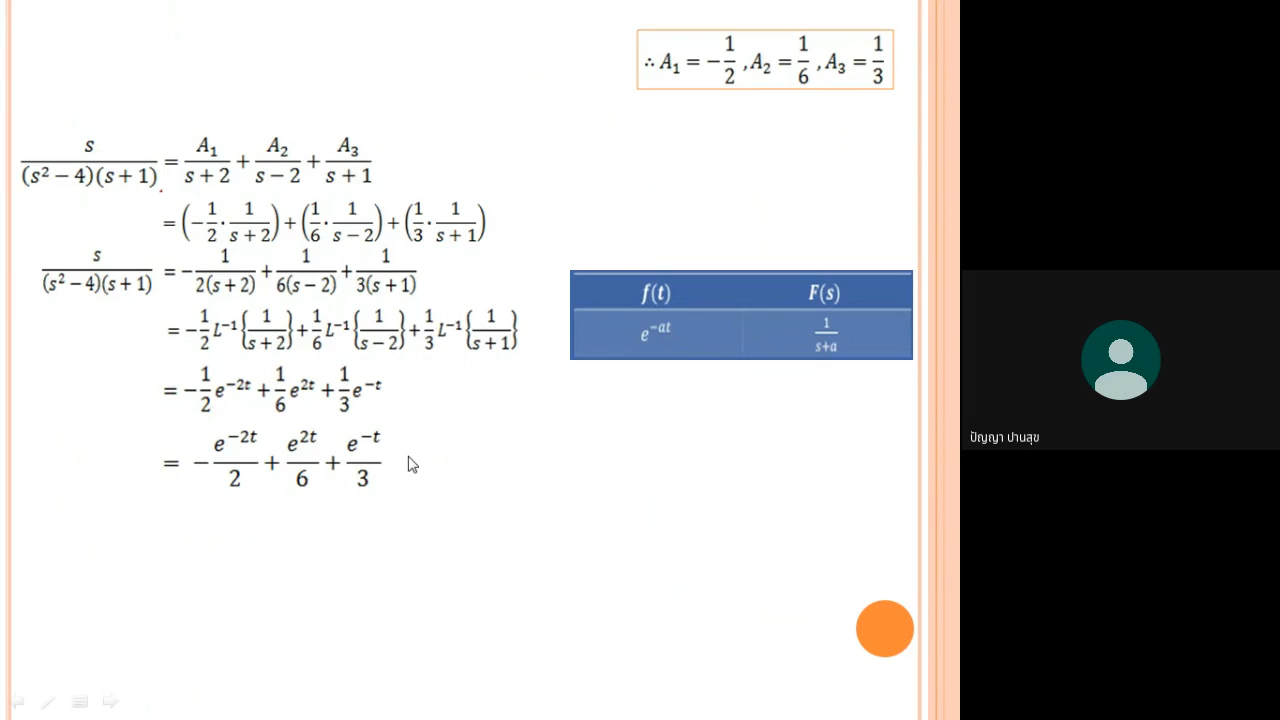 ∴ A₁ = −1/2 , A₂ = 1/6 , A₃ = 1/3
s/((s² − 4)(s + 1)) = A₁/(s + 2) + A₂/(s − 2) + A₃/(s + 1)
= (−1/2 · 1/(s + 2)) + (1/6 · 1/(s − 2)) + (1/3 · 1/(s + 1))
s/((s² − 4)(s + 1)) = − 1/(2(s + 2)) + 1/(6(s − 2)) + 1/(3(s + 1))
= −1/2 L⁻¹{1/(s + 2)} + 1/6 L⁻¹{1/(s − 2)} + 1/3 L⁻¹{1/(s + 1)}
= −1/2 e⁻²ᵗ + 1/6 e²ᵗ + 1/3 e⁻ᵗ
= − e⁻²ᵗ/2 + e²ᵗ/6 + e⁻ᵗ/3
f(t) F(s)
e^{−at} 1/(s+a)
ปัญญา ปานสุข